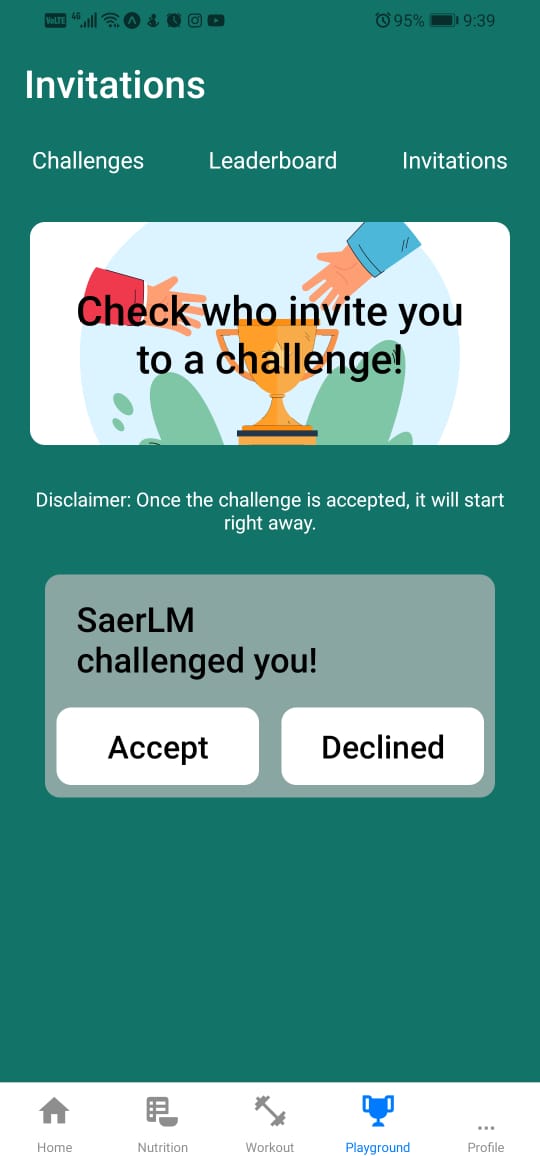 VoLTE 4G 95% 9:39
Invitations
Challenges Leaderboard Invitations
Check who invite you
to a challenge!
Disclaimer: Once the challenge is accepted, it will start
right away.
SaerLM
challenged you!
Accept Declined
Home Nutrition Workout Playground Profile